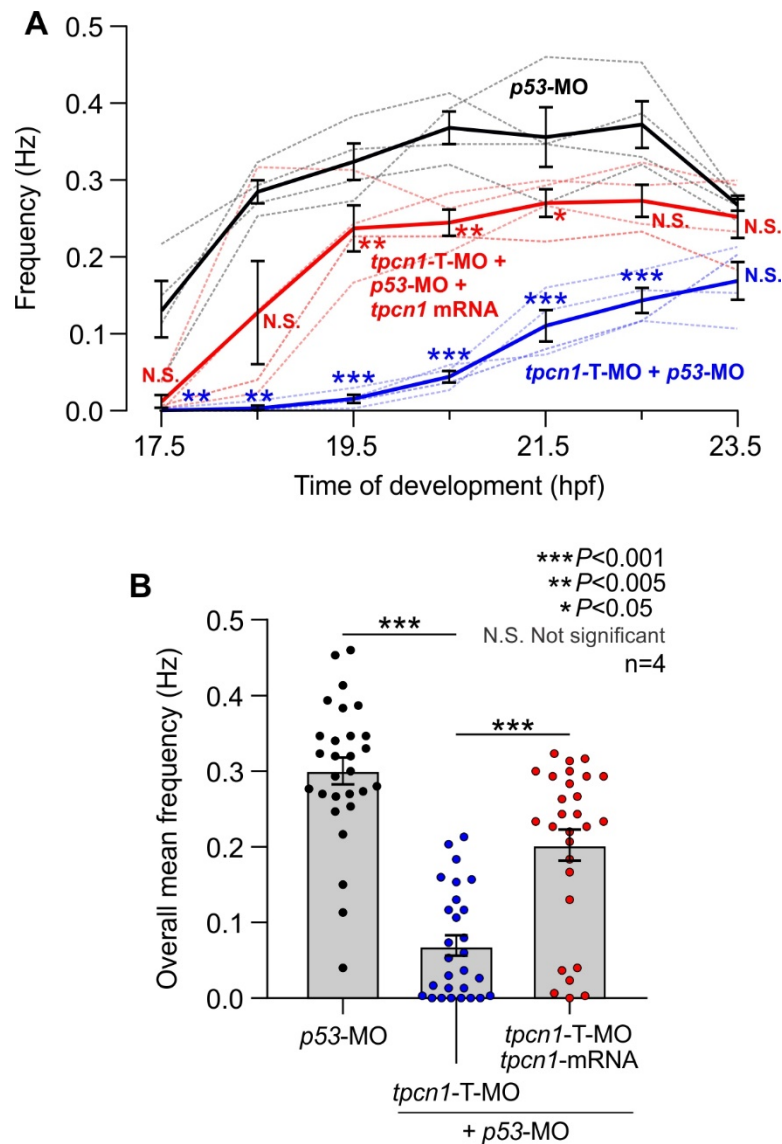 A
0.5
0.4
0.3
0.2
0.1
0.0
Frequency (Hz)
p53-MO
N.S.
N.S.
**
**
*
N.S.
N.S.
tpcn1-T-MO +
p53-MO +
tpcn1 mRNA
**
**
***
***
***
***
N.S.
tpcn1-T-MO + p53-MO
17.5
19.5
21.5
23.5
Time of development (hpf)
B
***P<0.001
**P<0.005
*P<0.05
N.S. Not significant
n=4
0.5
0.4
0.3
0.2
0.1
0.0
Overall mean frequency (Hz)
***
***
p53-MO
tpcn1-T-MO
tpcn1-mRNA
tpcn1-T-MO
+ p53-MO